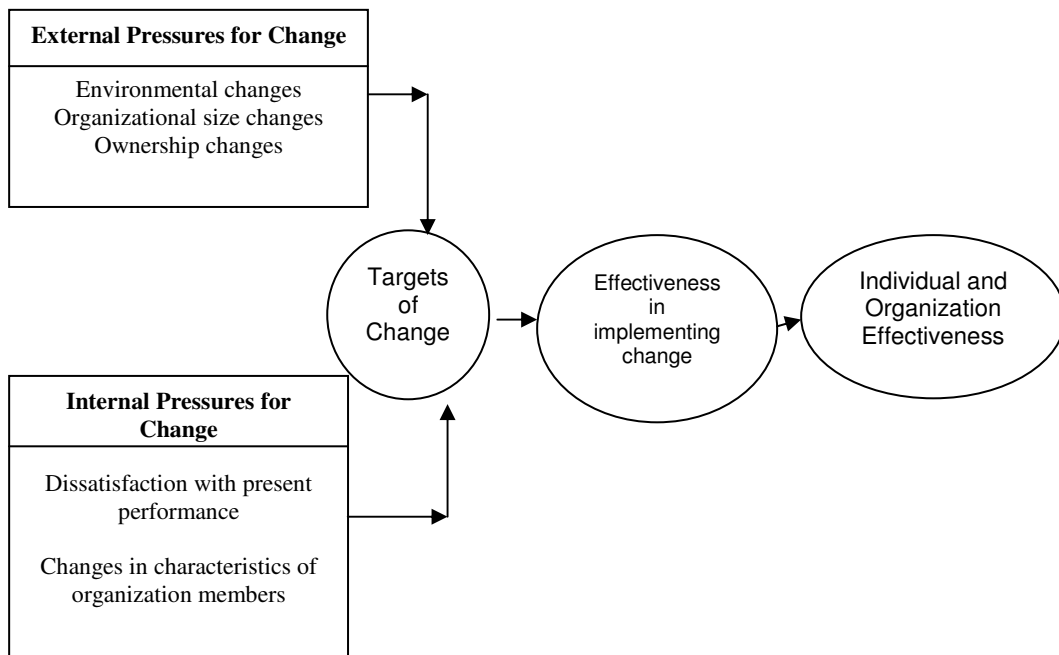 External Pressures for Change
Environmental changes
Organizational size changes
Ownership changes
Targets
of
Change
Effectiveness
in
implementing
change
Individual and
Organization
Effectiveness
Internal Pressures for
Change
Dissatisfaction with present
performance
Changes in characteristics of
organization members